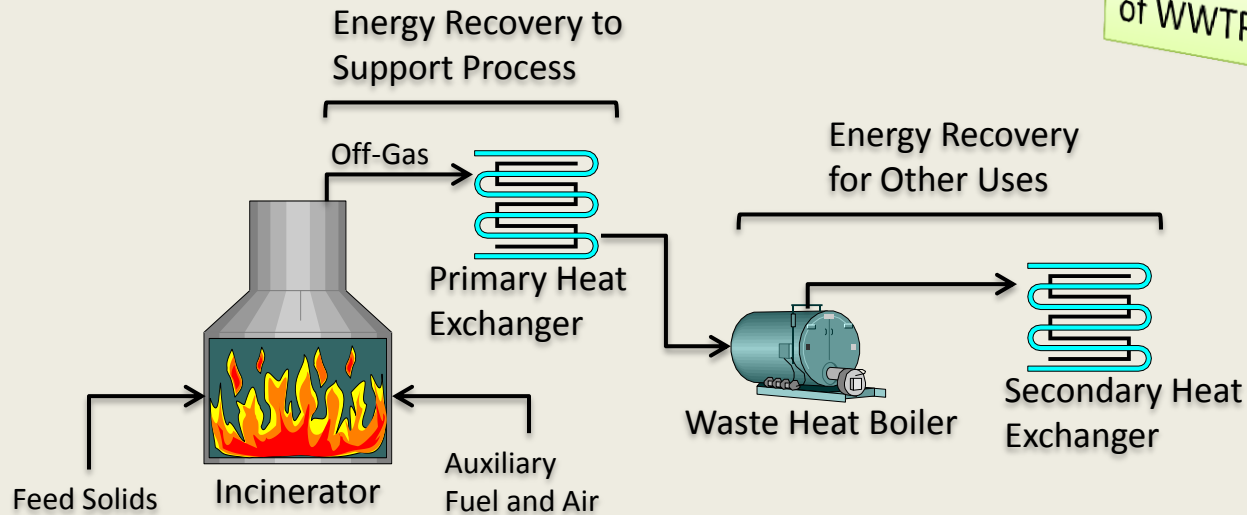 Energy Recovery to
Support Process
of WWTP
Off-Gas
Energy Recovery
for Other Uses
Primary Heat
Exchanger
Waste Heat Boiler
Secondary Heat
Exchanger
Feed Solids
Incinerator
Auxiliary
Fuel and Air